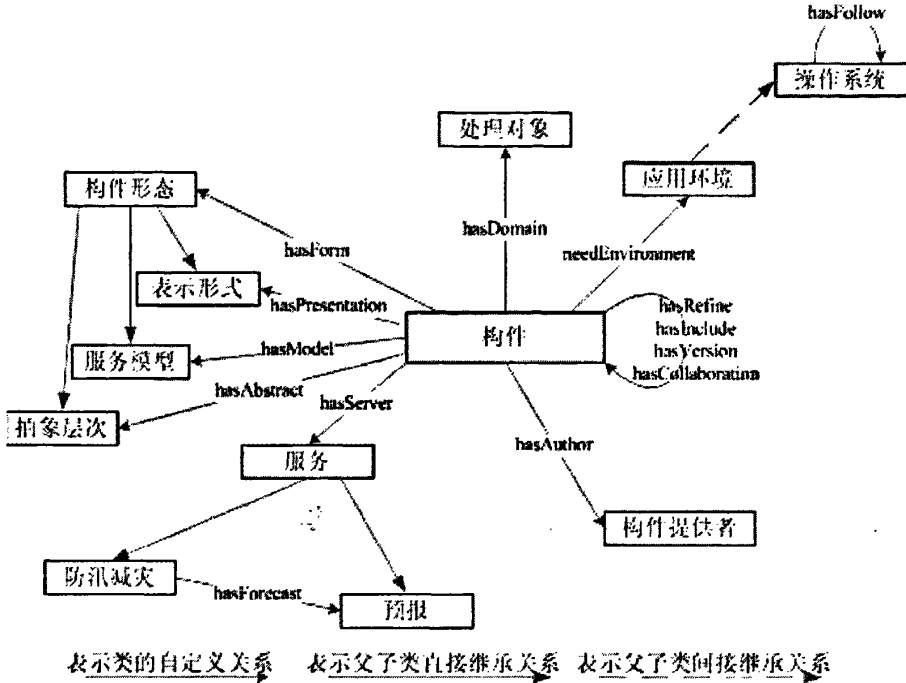 hasFollow
操作系统
处理对象
应用环境
构件形态
hasDomain
hasForm
needEnvironment
表示形式
hasPresentation
hasRefine
构件
hasInclude
hasModel
hasVersion
服务模型
hasCollaboration
hasAbstract
hasServer
抽象层次
hasAuthor
服务
构件提供者
防汛减灾
hasForecast
预报
表示类的自定义关系 表示父子类直接继承关系 表示父子类间接继承关系